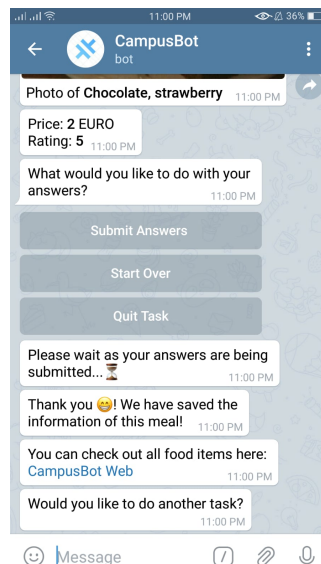 11:00 PM
36%
CampusBot
bot
Photo of Chocolate, strawberry 11:00 PM
Price: 2 EURO
Rating: 5 11:00 PM
What would you like to do with your
answers? 11:00 PM
Submit Answers
Start Over
Quit Task
Please wait as your answers are being
submitted...⏳ 11:00 PM
Thank you 😁! We have saved the
information of this meal! 11:00 PM
You can check out all food items here:
CampusBot Web 11:00 PM
Would you like to do another task?
11:00 PM
Message